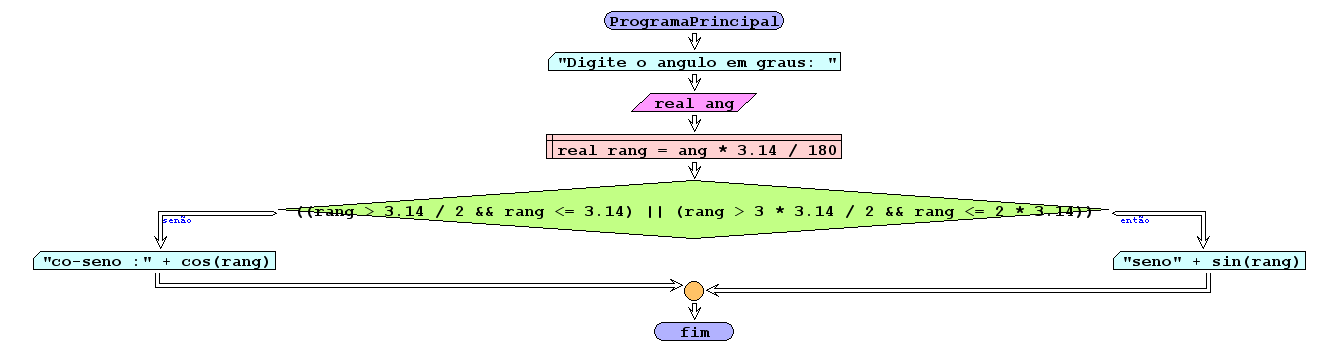 ProgramaPrincipal
"Digite o angulo em graus: "
real ang
real rang = ang * 3.14 / 180
((rang > 3.14 / 2 && rang <= 3.14) || (rang > 3 * 3.14 / 2 && rang <= 2 * 3.14))
senão
então
"co-seno :" + cos(rang)
"seno" + sin(rang)
fim